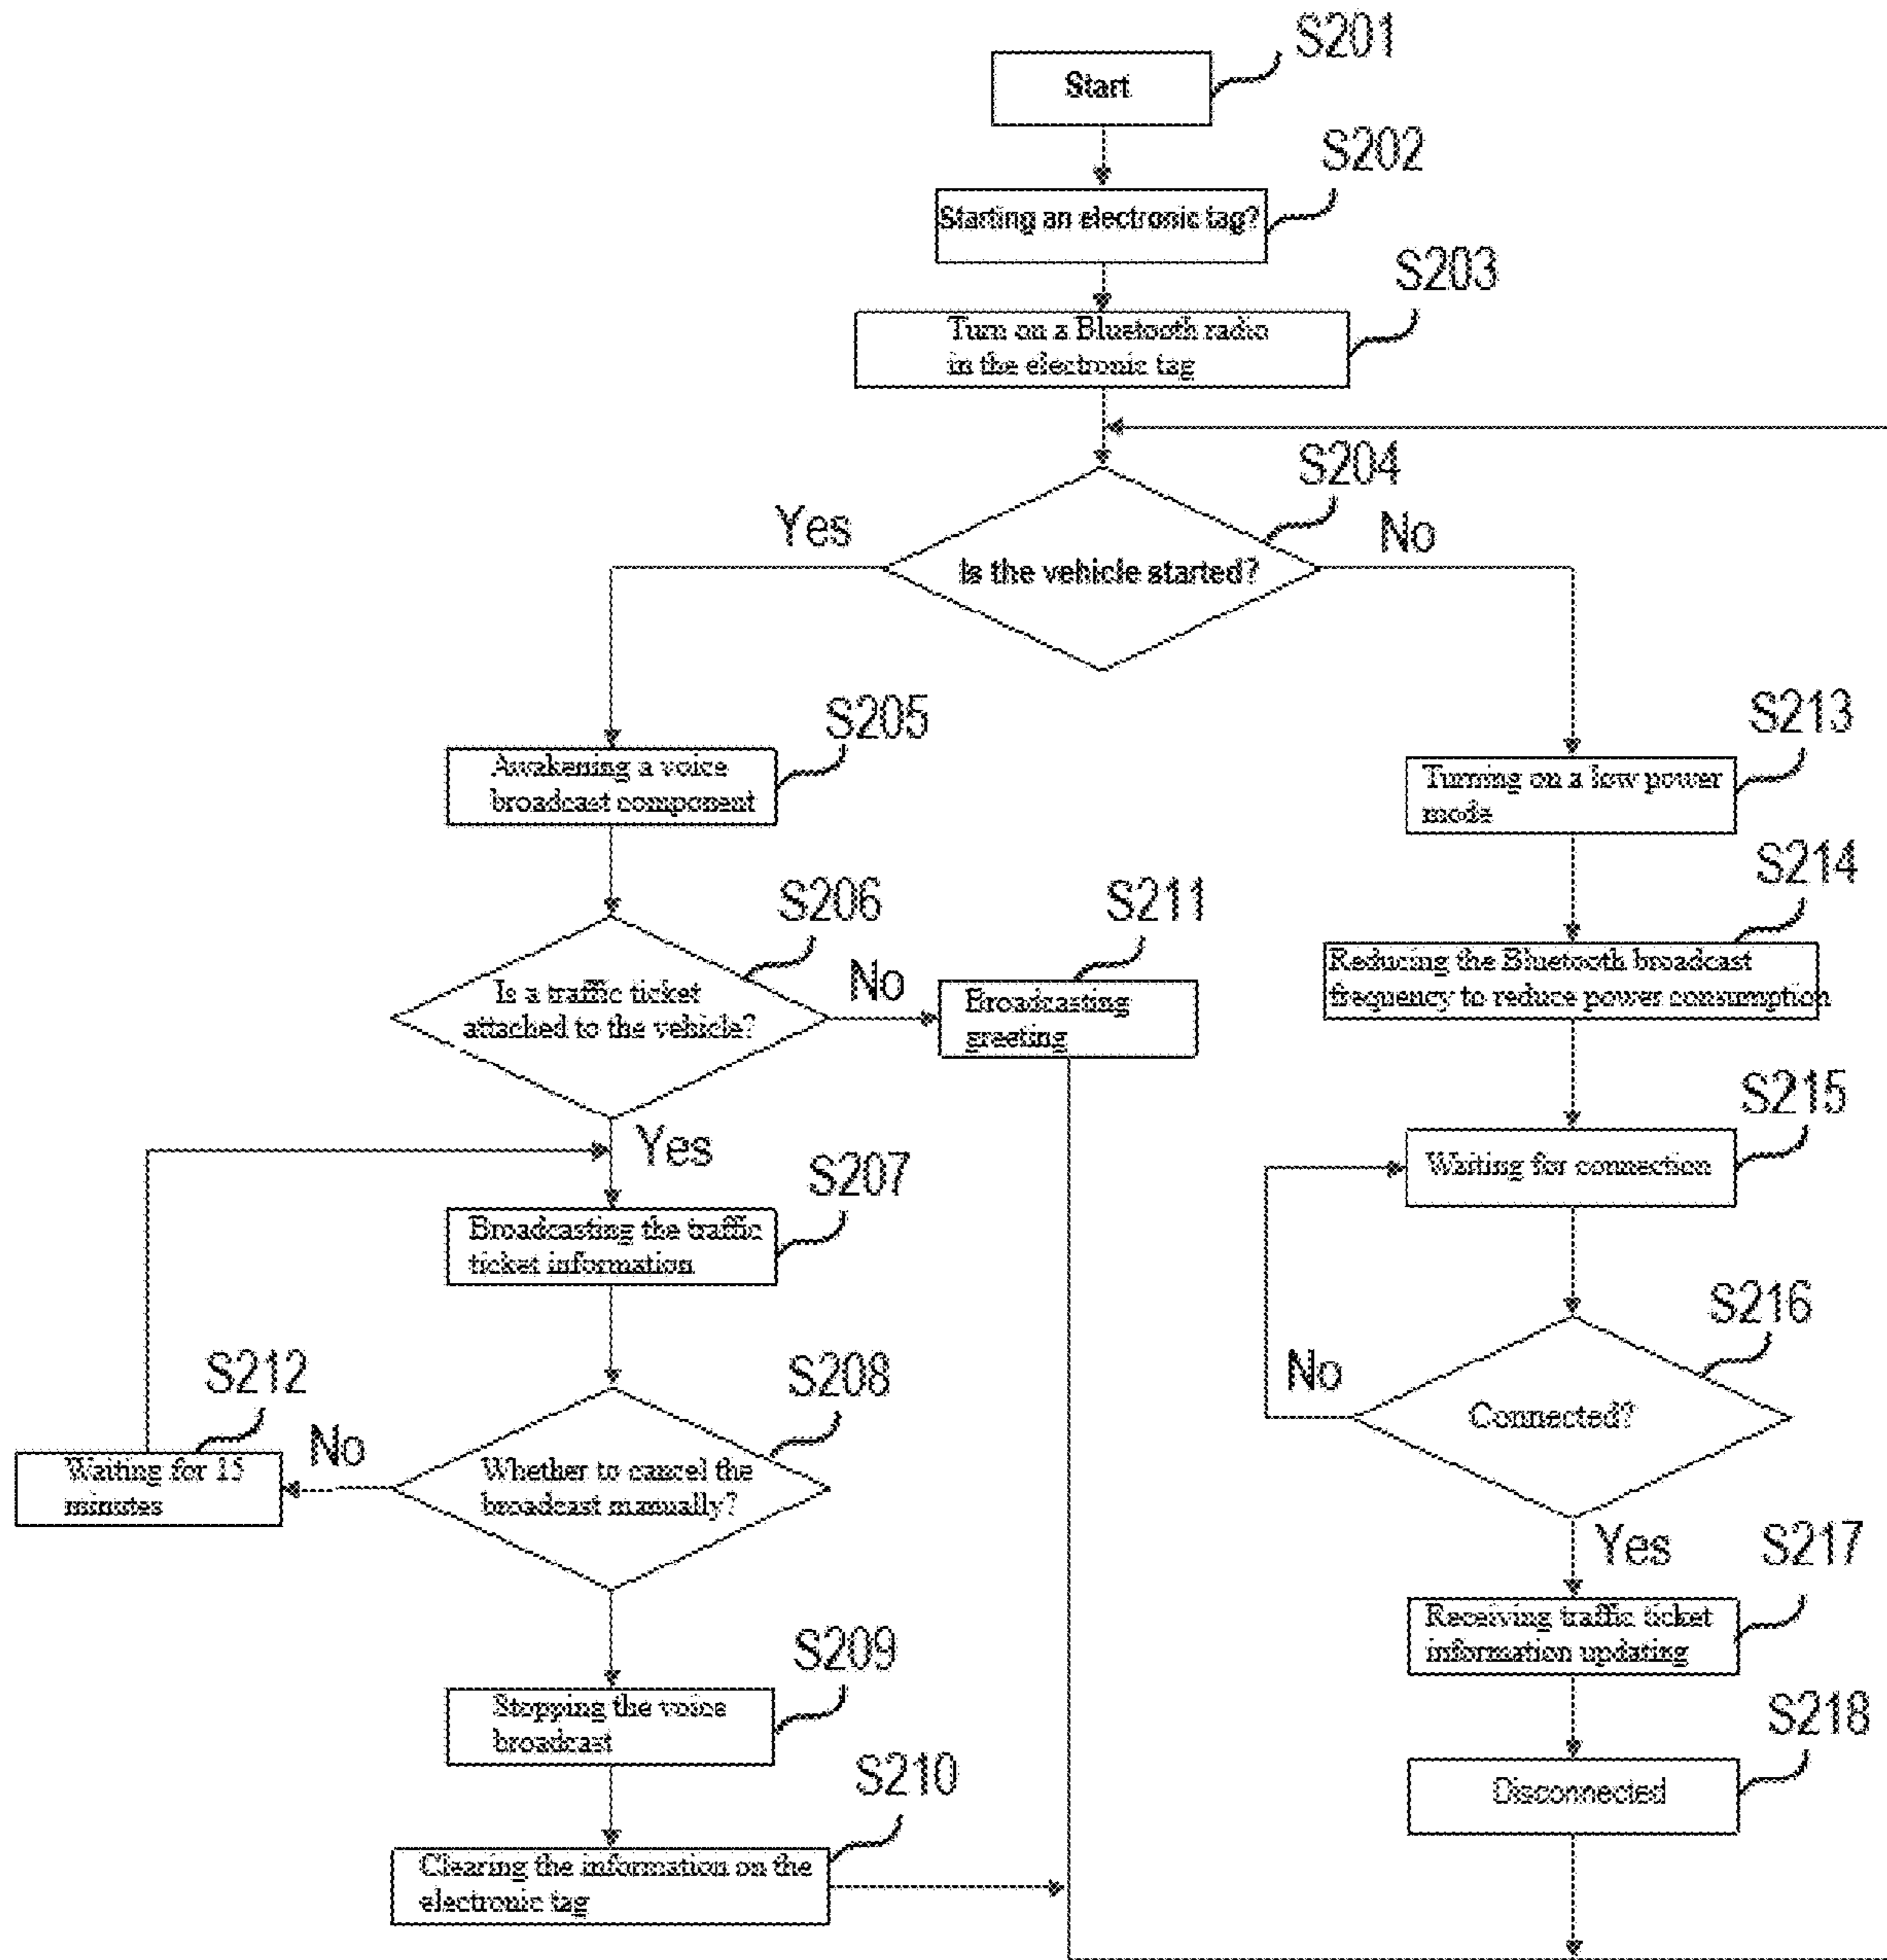 S201
Start
S202
Starting an electronic tag?
S203
Turn on a Bluetooth radio
in the electronic tag
S204
Yes
No
Is the vehicle started?
S205
Awakening a voice
broadcast component
S213
Turning on a low power
mode
S206
S211
S214
Is a traffic ticket
attached to the vehicle?
No
Broadcasting
greeting
Reducing the Bluetooth broadcast
frequency to reduce power consumption
Yes
S215
Waiting for connection
S207
Broadcasting the traffic
ticket information
S216
S212
Waiting for 15
minutes
No
S208
Whether to cancel the
broadcast manually?
No
Connected?
Yes
S217
Receiving traffic ticket
information updating
S209
Stopping the voice
broadcast
S218
Disconnected
S210
Clearing the information on the
electronic tag